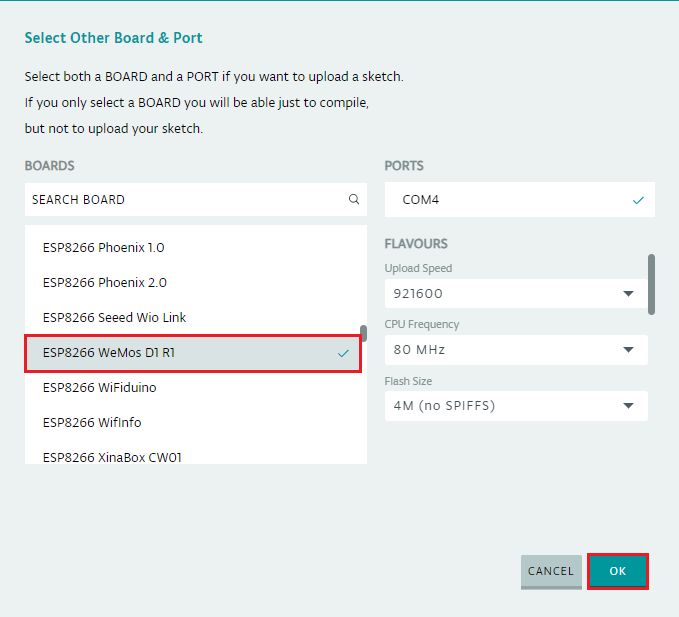 Select Other Board & Port
Select both a BOARD and a PORT if you want to upload a sketch.
If you only select a BOARD you will be able just to compile,
but not to upload your sketch.
BOARDS
SEARCH BOARD
ESP8266 Phoenix 1.0
ESP8266 Phoenix 2.0
ESP8266 Seeed Wio Link
ESP8266 WeMos D1 R1
ESP8266 WiFiduino
ESP8266 WifInfo
ESP8266 XinaBox CW01
PORTS
COM4
FLAVOURS
Upload Speed
921600
CPU Frequency
80 MHz
Flash Size
4M (no SPIFFS)
CANCEL
OK